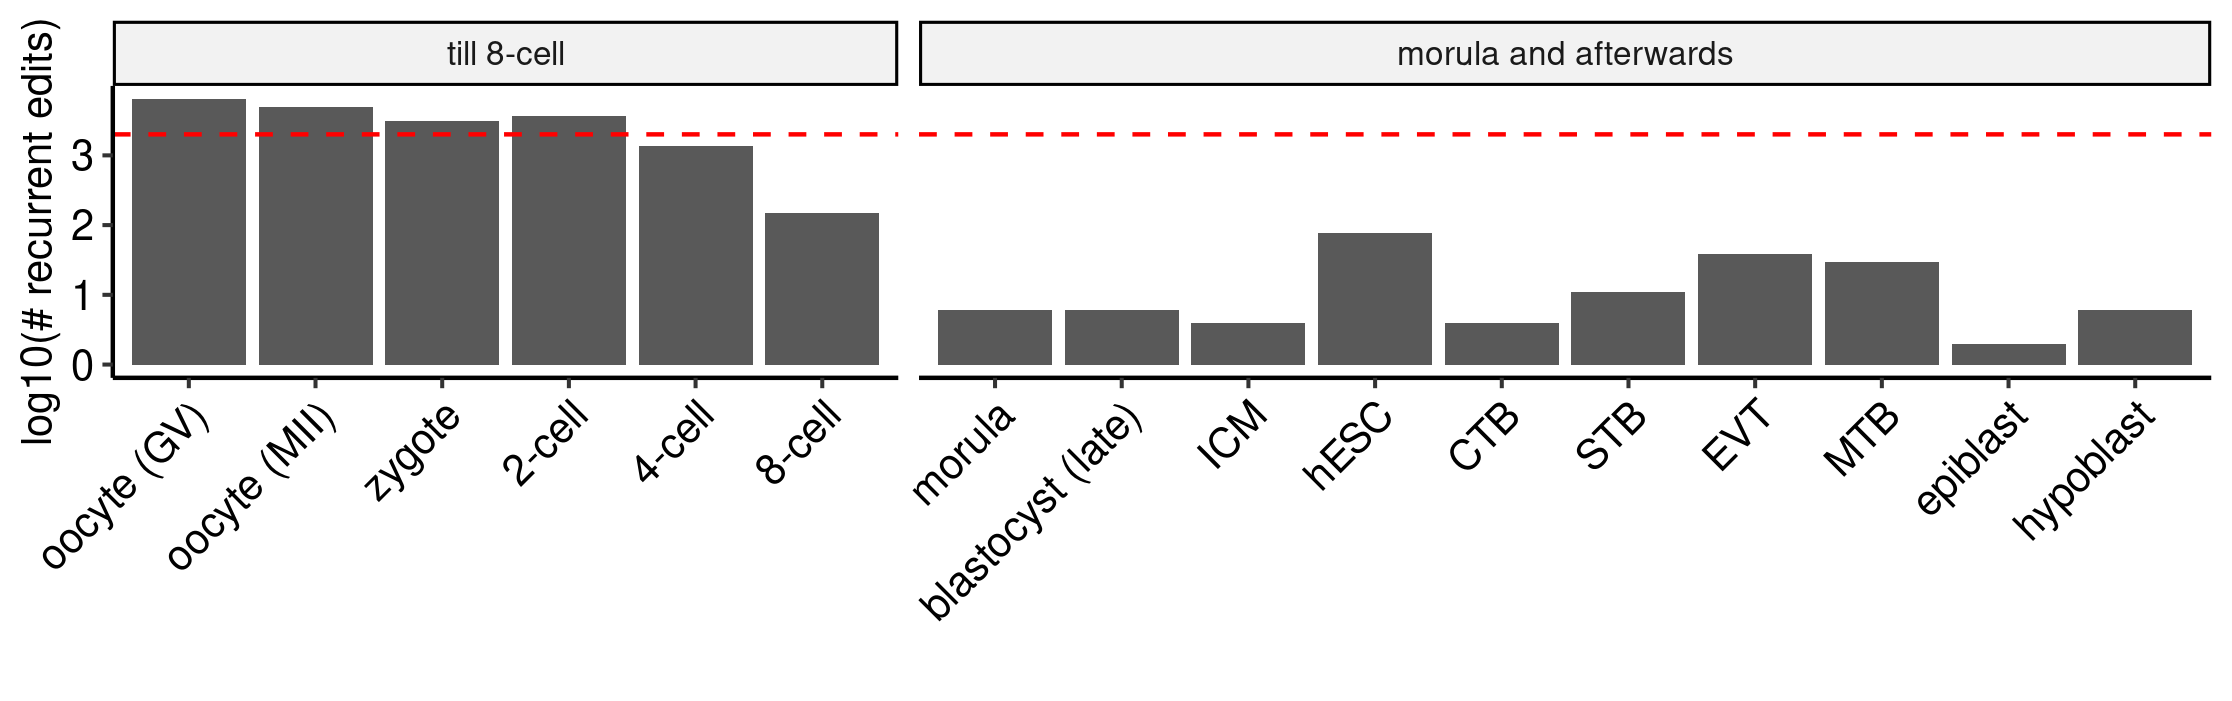 till 8-cell
morula and afterwards
log10(# recurrent edits)
3
2
1
0
oocyte (GV)
oocyte (MII)
zygote
2-cell
4-cell
8-cell
morula
blastocyst (late)
ICM
hESC
CTB
STB
EVT
MTB
epiblast
hypoblast